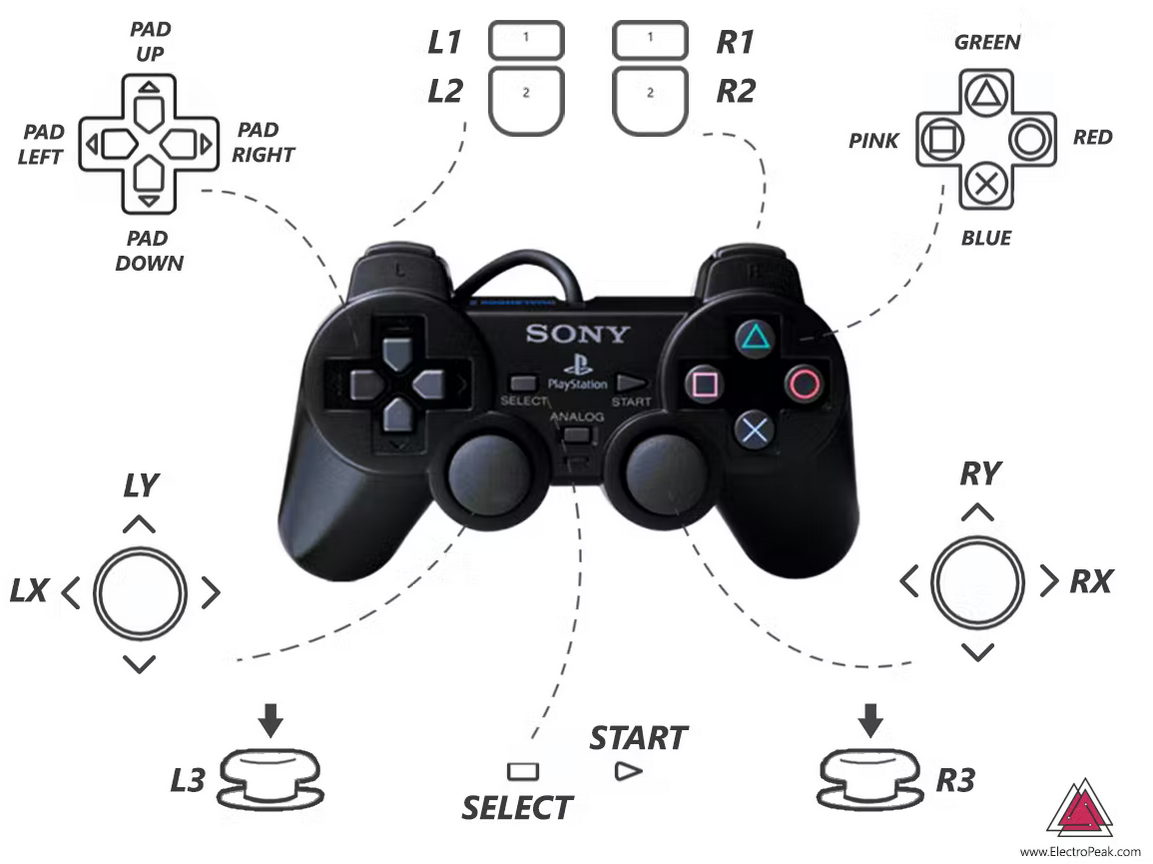 PAD
UP
PAD
LEFT
PAD
RIGHT
PAD
DOWN
L1
1
1
R1
L2
2
2
R2
GREEN
PINK
RED
BLUE
L
SONY
PlayStation
SELECT
START
ANALOG
LY
LX
RY
RX
L3
SELECT
START
R3
www.ElectroPeak.com